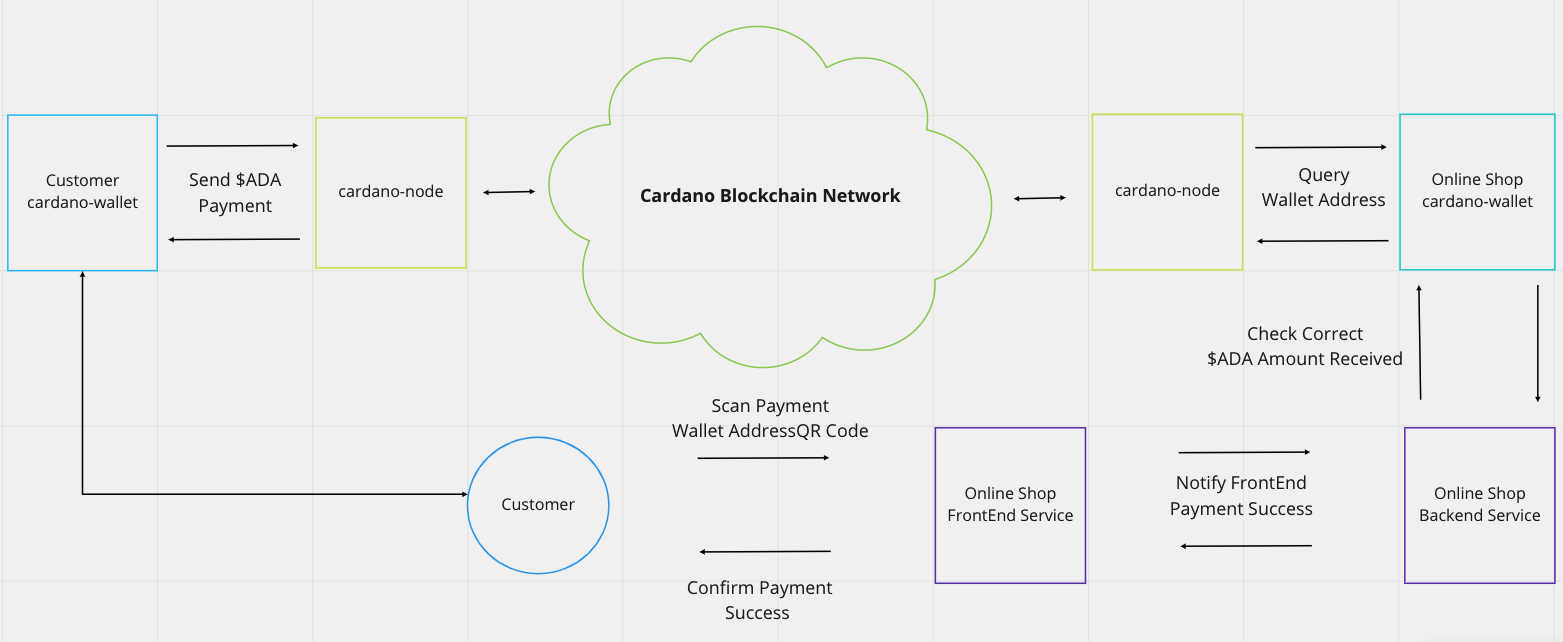 Customer
cardano-wallet
Send $ADA
Payment
cardano-node
Cardano Blockchain Network
cardano-node
Query
Wallet Address
Online Shop
cardano-wallet
Check Correct
$ADA Amount Received
Scan Payment
Wallet AddressQR Code
Customer
Confirm Payment
Success
Online Shop
FrontEnd Service
Notify FrontEnd
Payment Success
Online Shop
Backend Service